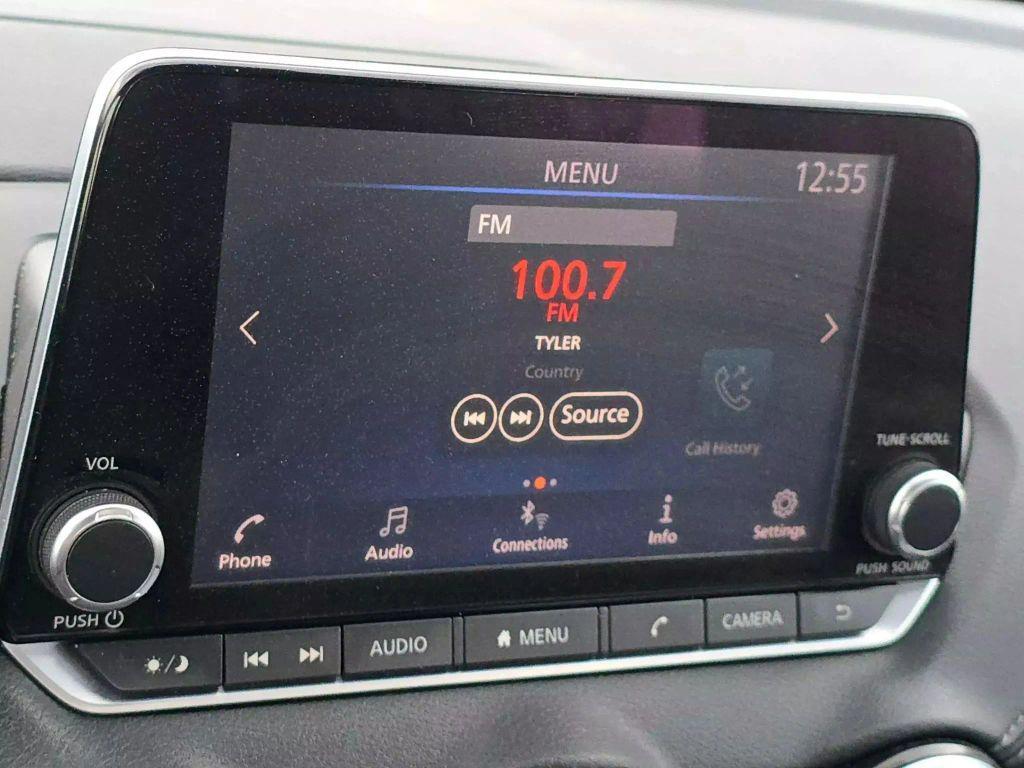 MENU
12:55
FM
100.7
FM
TYLER
Country
Source
Call History
Phone
Audio
Connections
Info
Settings
VOL
PUSH
TUNE·SCROLL
PUSH SOUND
AUDIO
MENU
CAMERA